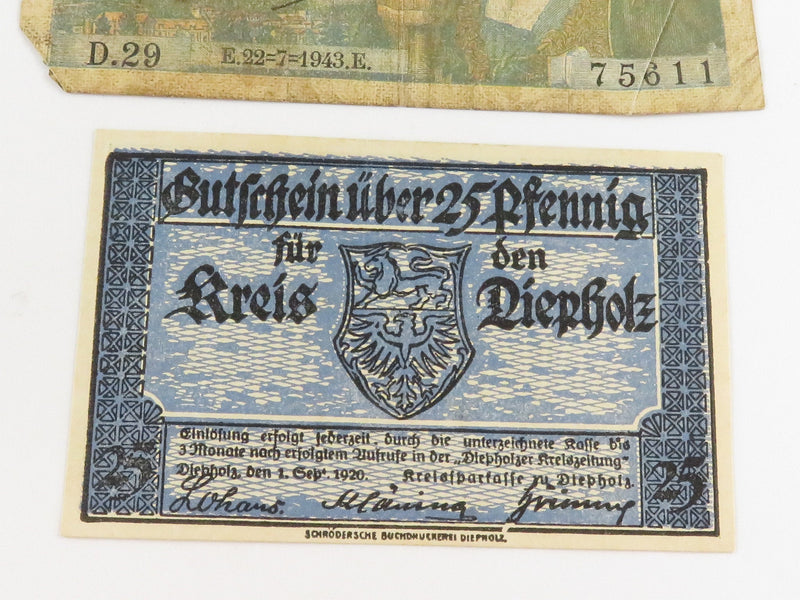 D.29 E.22=7=1943.E. 75611
Gutschein über 25 Pfennig
für den
Kreis Diepholz
Einlösung erfolgt jederzeit durch die unterzeichnete Kasse bis
3 Monate nach erfolgtem Aufrufe in der „Diepholzer Kreiszeitung"
Diepholz, den 1. Sept. 1920. Kreissparkasse zu Diepholz.
25 Lohaus. 25
SCHRÖDERSCHE BUCHDRUCKEREI DIEPHOLZ.